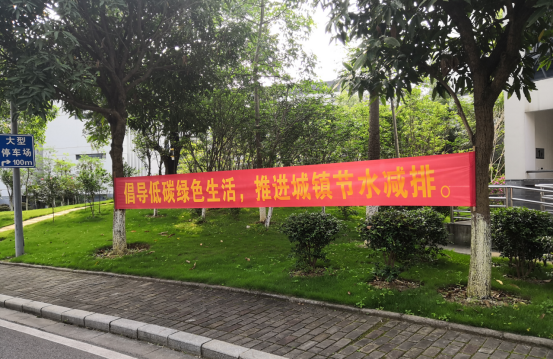 大型
停车场
100m
倡导低碳绿色生活，推进城镇节水减排。